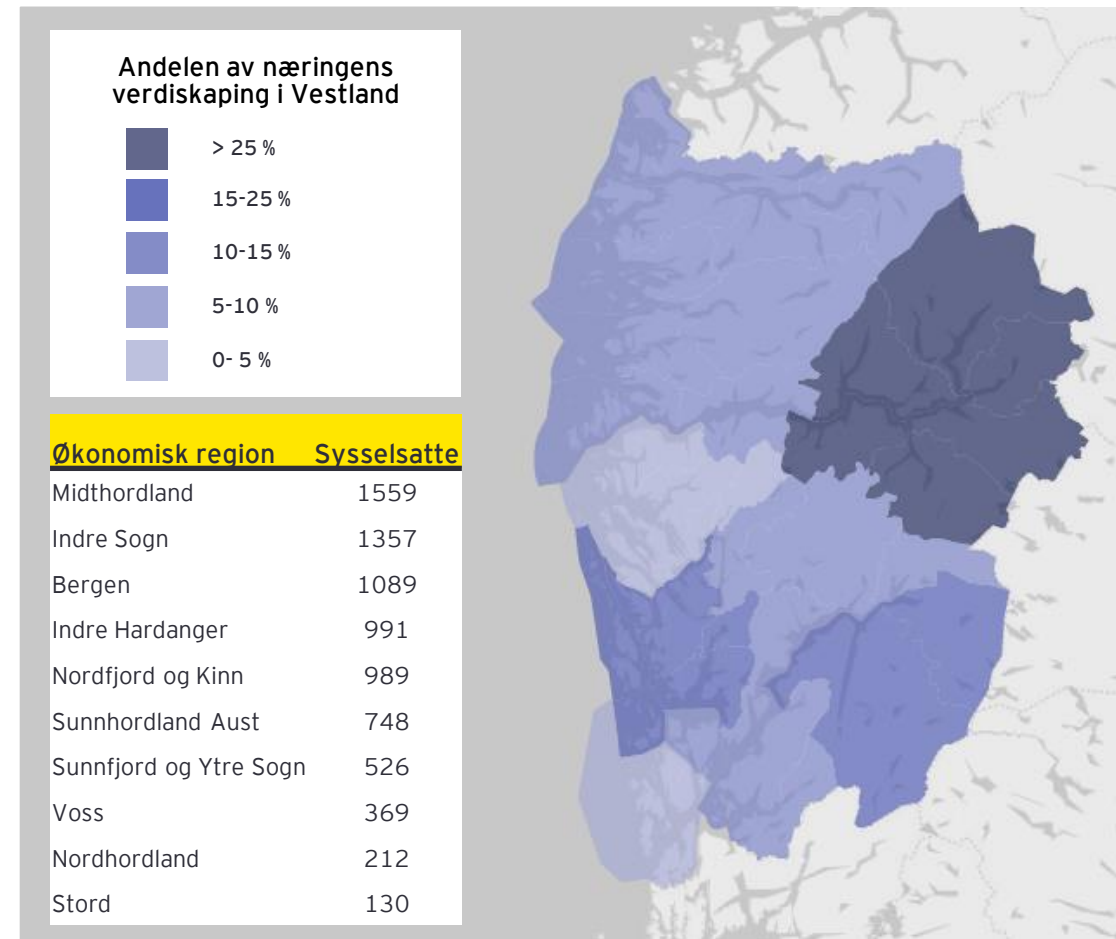 Andelen av næringens
verdiskaping i Vestland
> 25 %
15-25 %
10-15 %
5-10 %
0- 5 %
Økonomisk region Sysselsatte
Midthordland 1559
Indre Sogn 1357
Bergen 1089
Indre Hardanger 991
Nordfjord og Kinn 989
Sunnhordland Aust 748
Sunnfjord og Ytre Sogn 526
Voss 369
Nordhordland 212
Stord 130